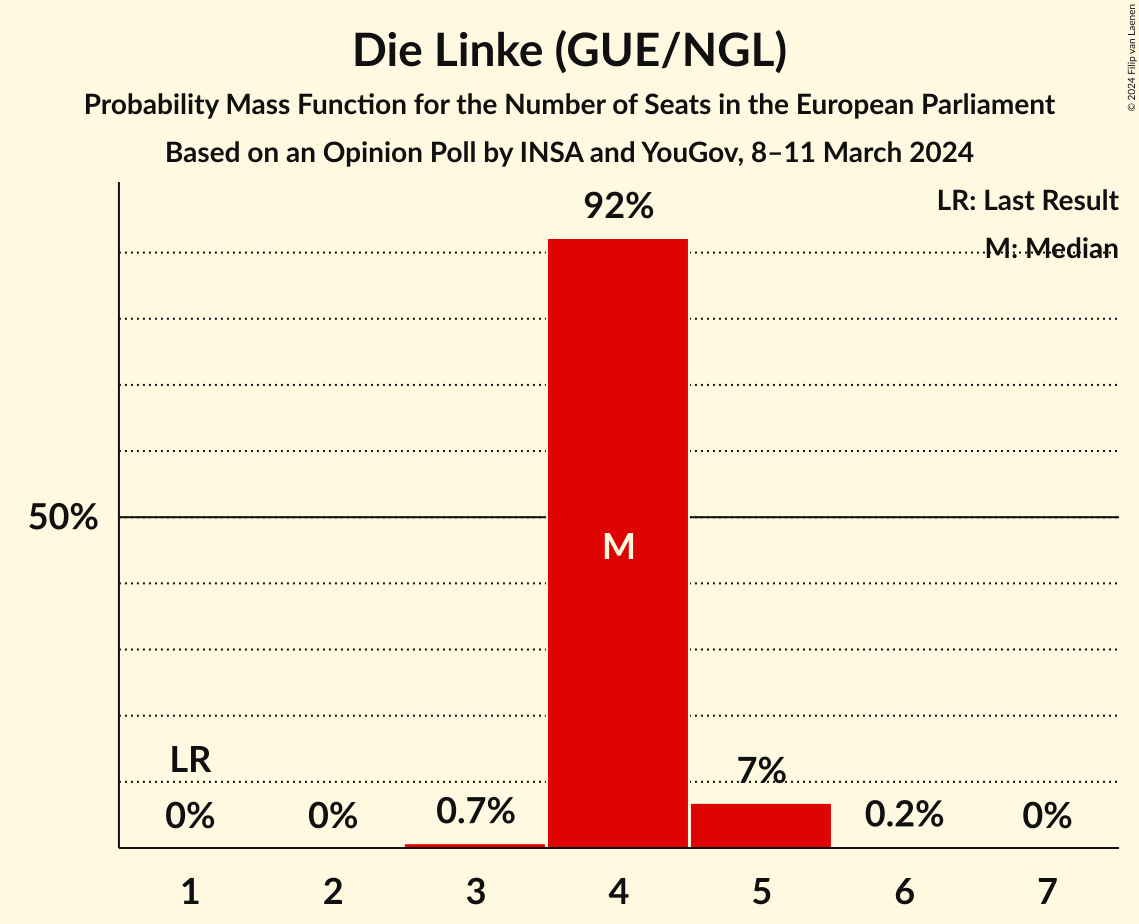 Die Linke (GUE/NGL)
Probability Mass Function for the Number of Seats in the European Parliament
Based on an Opinion Poll by INSA and YouGov, 8–11 March 2024
© 2024 Filip van Laenen
LR: Last Result
M: Median
92%
50%
M
LR
0%
0%
0.7%
7%
0.2%
0%
1 2 3 4 5 6 7